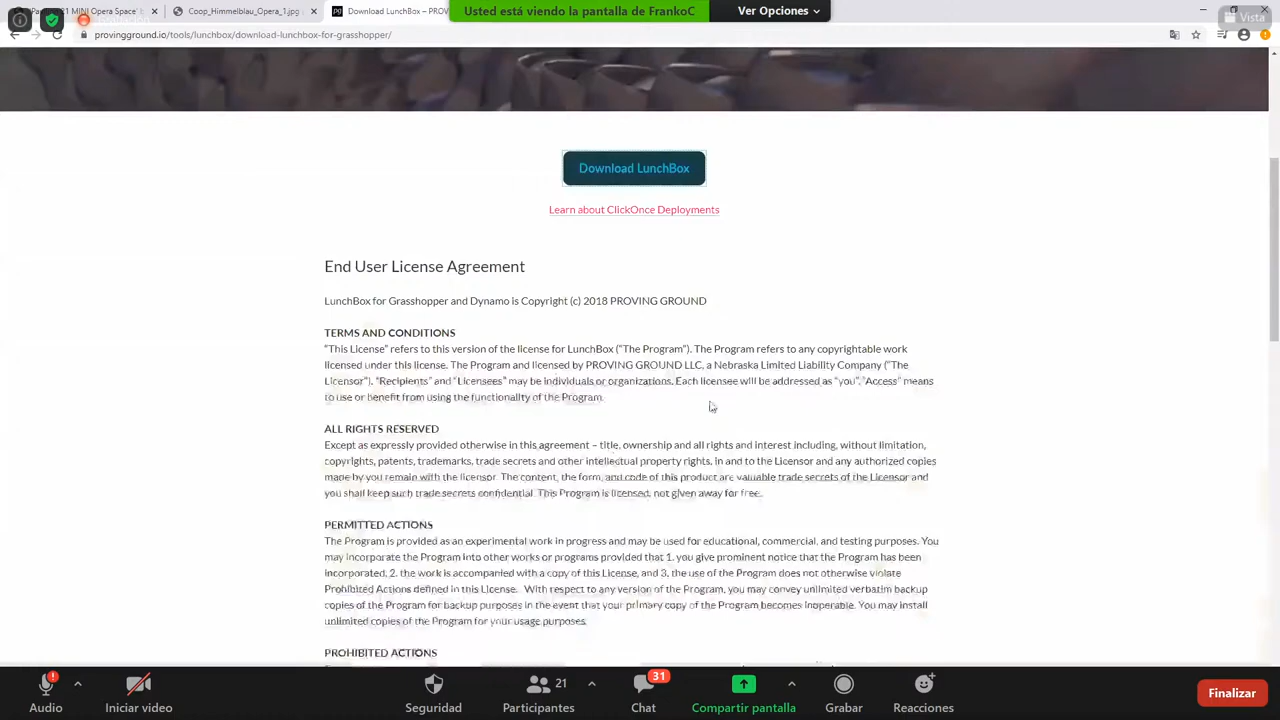 MINI Opera Space'
Coop_Himmelblau_Opera_1.jpg
Download LunchBox – PROV
Usted está viendo la pantalla de FrankoC
Ver Opciones
Vista
provingground.io/tools/lunchbox/download-lunchbox-for-grasshopper/
Download LunchBox
Learn about ClickOnce Deployments
End User License Agreement
LunchBox for Grasshopper and Dynamo is Copyright (c) 2018 PROVING GROUND
TERMS AND CONDITIONS
"This License" refers to this version of the license for LunchBox ("The Program"). The Program refers to any copyrightable work
licensed under this license. The Program and licensed by PROVING GROUND LLC, a Nebraska Limited Liability Company ("The
Licensor"). "Recipients" and "Licensees" may be individuals or organizations. Each licensee will be addressed as "you". "Access" means
to use or benefit from using the functionality of the Program.
ALL RIGHTS RESERVED
Except as expressly provided otherwise in this agreement – title, ownership and all rights and interest including, without limitation,
copyrights, patents, trademarks, trade secrets and other intellectual property rights, in and to the Licensor and any authorized copies
made by you remain with the licensor. The content, the form, and code of this product are valuable trade secrets of the Licensor and
you shall keep such trade secrets confidential. This Program is licensed, not given away for free.
PERMITTED ACTIONS
The Program is provided as an experimental work in progress and may be used for educational, commercial, and testing purposes. You
may incorporate the Program into other works or programs provided that 1. you give prominent notice that the Program has been
incorporated, 2. the work is accompanied with a copy of this License, and 3. the use of the Program does not otherwise violate
Prohibited Actions defined in this License. With respect to any version of the Program, you may convey unlimited verbatim backup
copies of the Program for backup purposes in the event that your primary copy of the Program becomes inoperable. You may install
unlimited copies of the Program for your usage purposes.
PROHIBITED ACTIONS
Audio
Iniciar video
Seguridad
21
Participantes
31
Chat
Compartir pantalla
Grabar
Reacciones
Finalizar